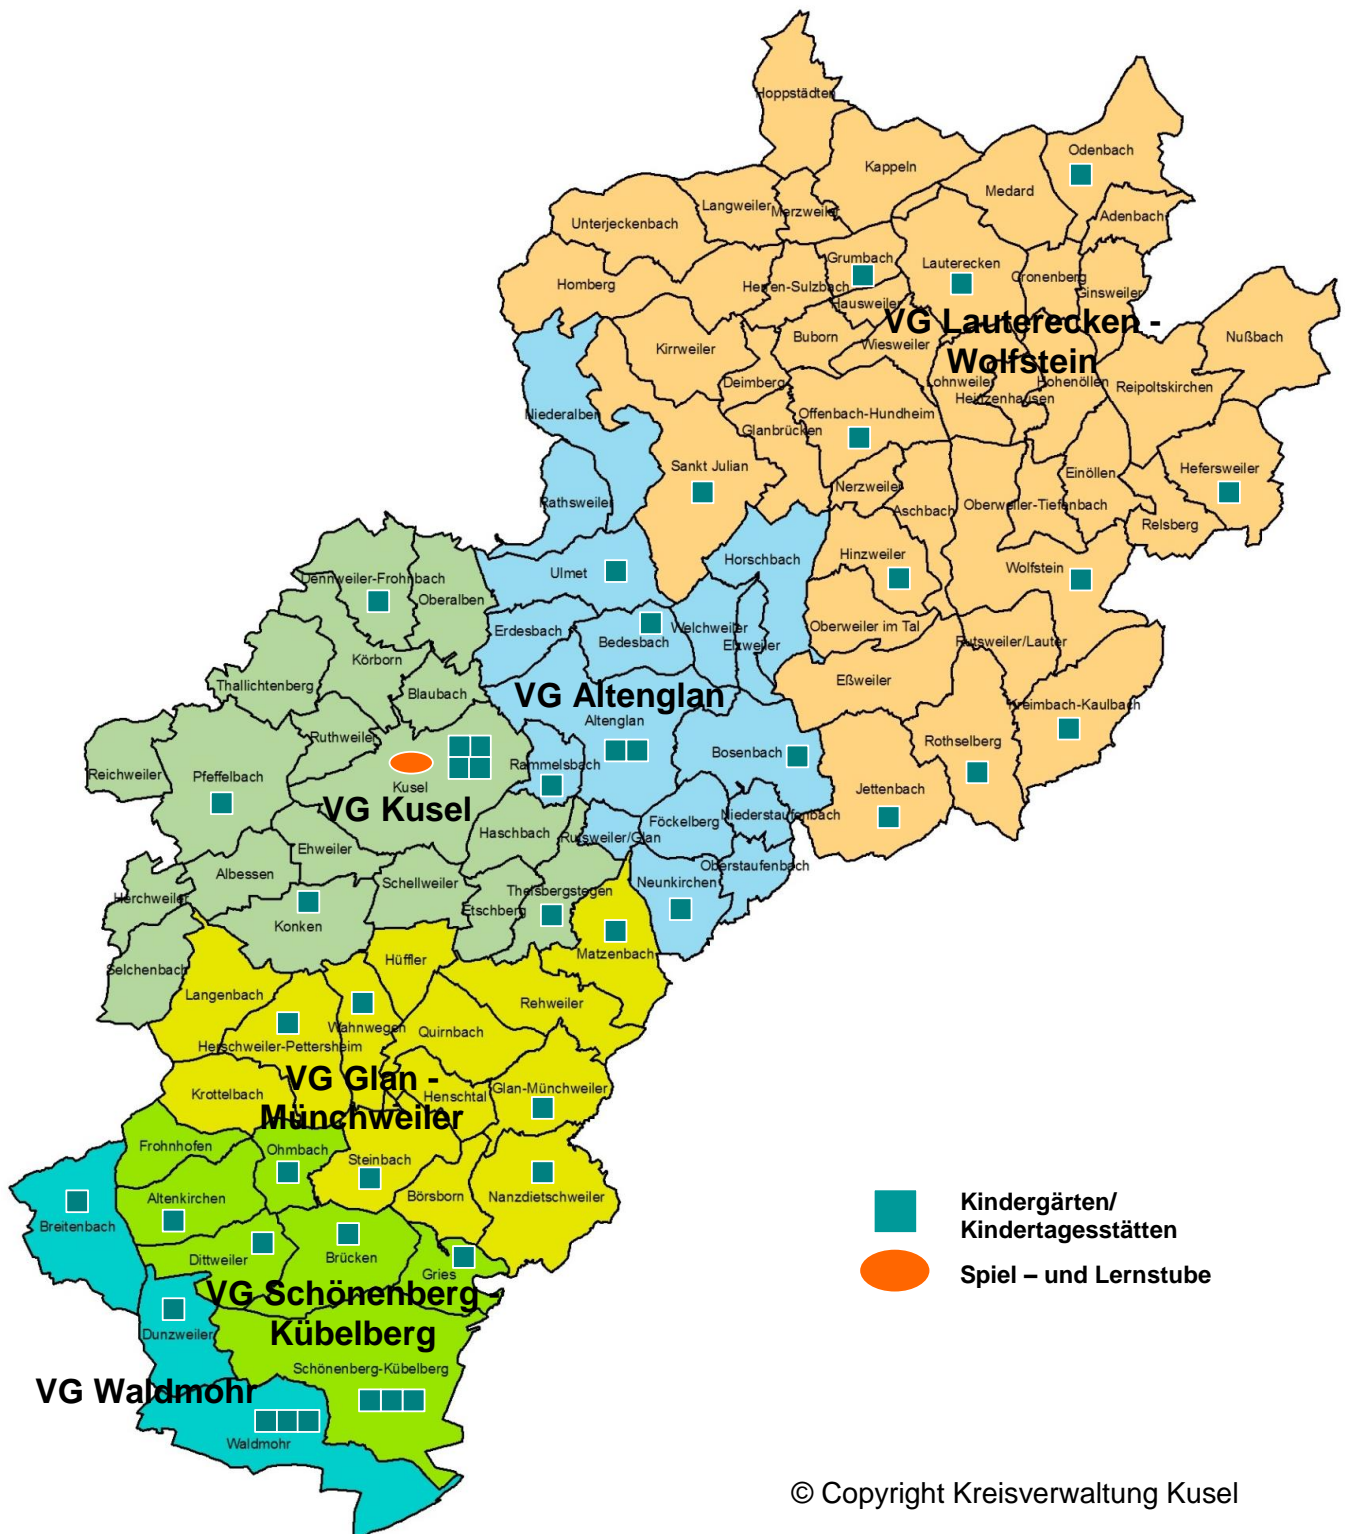 Hoppstädten
Odenbach
Kappeln
Medard
Langweiler
Merzweiler
Adenbach
Unterjeckenbach
Grumbach
Lauterecken
Cronenberg
Homberg
Herren-Sulzbach
Ginsweiler
Hausweiler
VG Lauterecken -
Wolfstein
Buborn
Wiesweiler
Nußbach
Kirrweiler
Deimberg
Lohnweiler
Hohenöllen
Reipoltskirchen
Heinzenhausen
Niederalben
Offenbach-Hundheim
Glanbrücken
Sankt Julian
Einöllen
Hefersweiler
Nerzweiler
Rathsweiler
Aschbach
Oberweiler-Tiefenbach
Relsberg
Hinzweiler
Horschbach
Wolfstein
Ulmet
Dennweiler-Frohnbach
Oberalben
Erdesbach
Welchweiler
Oberweiler im Tal
Bedesbach
Elzweiler
Rutsweiler/Lauter
Körborn
Eßweiler
Thallichtenberg
Blaubach
VG Altenglan
Kreimbach-Kaulbach
Altenglan
Ruthweiler
Rothselberg
Bosenbach
Reichweiler
Pfeffelbach
Rammelsbach
Kusel
Jettenbach
VG Kusel
Niederstaufenbach
Föckelberg
Haschbach
Rutsweiler/Glan
Ehweiler
Oberstaufenbach
Albessen
Schellweiler
Neunkirchen
Theisbergstegen
Herchweiler
Etschberg
Konken
Matzenbach
Hüffler
Selchenbach
Langenbach
Rehweiler
Wahnwegen
Quirnbach
Herschweiler-Pettersheim
VG Glan -
Münchweiler
Glan-Münchweiler
Krottelbach
Henschtal
Frohnhofen
Ohmbach
Steinbach
Altenkirchen
Börsborn
Nanzdietschweiler
Breitenbach
Kindergärten/
Kindertagesstätten
Dittweiler
Brücken
Gries
Spiel – und Lernstube
VG Schönenberg -
Kübelberg
Dunzweiler
Schönenberg-Kübelberg
VG Waldmohr
Waldmohr
© Copyright Kreisverwaltung Kusel